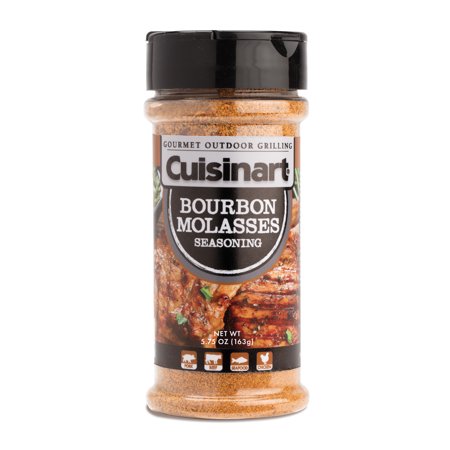 GOURMET OUTDOOR GRILLING
Cuisinart®
BOURBON
MOLASSES
SEASONING
NET WT
5.75 OZ (163g)
PORK BEEF SEAFOOD CHICKEN